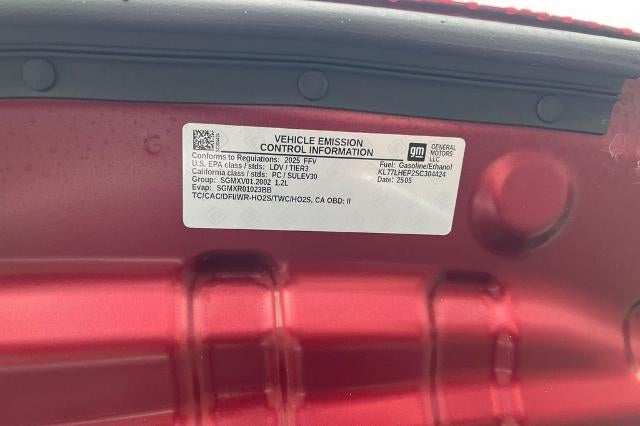 VEHICLE EMISSION
CONTROL INFORMATION
gm GENERAL MOTORS LLC
Conforms to Regulations: 2025 FFV
Fuel: Gasoline/Ethanol
U.S. EPA class / stds: LDV / TIER3
KL77LHEP2SC304424
California class / stds: PC / SULEV30
Date: 2505
Group: SGMXV01.2002 1.2L
Evap: SGMXR01023BB
TC/CAC/DFI/WR-HO2S/TWC/HO2S, CA OBD: II